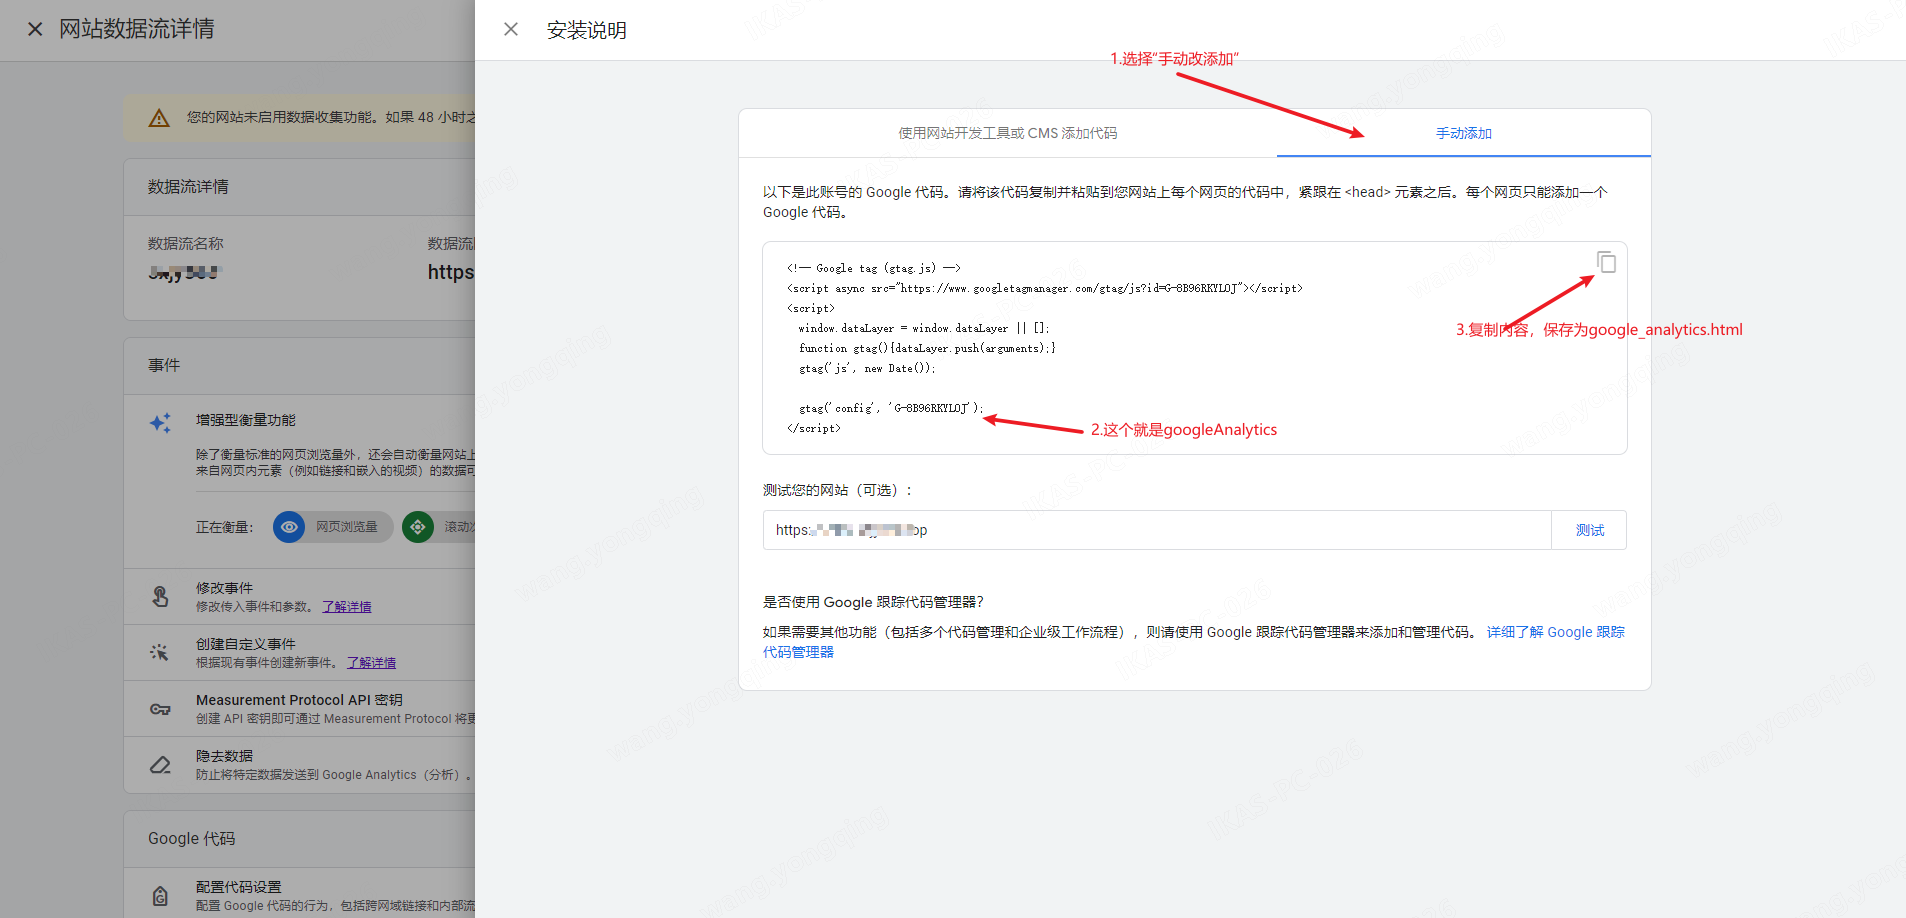 网站数据流详情
您的网站未启用数据收集功能。如果 48 小时之
数据流详情
数据流名称
数据流
https
事件
增强型衡量功能
除了衡量标准的网页浏览量外，还会自动衡量网站上
来自网页内元素（例如链接和嵌入的视频）的数据可
正在衡量：
网页浏览量
滚动次
修改事件
修改传入事件和参数。 了解详情
创建自定义事件
根据现有事件创建新事件。 了解详情
Measurement Protocol API 密钥
创建 API 密钥即可通过 Measurement Protocol 将更
隐去数据
防止将特定数据发送到 Google Analytics（分析）。
Google 代码
配置代码设置
配置 Google 代码的行为，包括跨网域链接和内部流
安装说明
1.选择“手动改添加”
使用网站开发工具或 CMS 添加代码
手动添加
以下是此账号的 Google 代码。请将该代码复制并粘贴到您网站上每个网页的代码中，紧跟在 <head> 元素之后。每个网页只能添加一个
Google 代码。
<!-- Google tag (gtag.js) -->
<script async src="https://www.googletagmanager.com/gtag/js?id=G-8B96RKYLOJ"></script>
<script>
window.dataLayer = window.dataLayer || [];
function gtag(){dataLayer.push(arguments);}
gtag('js', new Date());
gtag('config', 'G-8B96RKYLOJ');
</script>
3.复制内容，保存为google_analytics.html
2.这个就是googleAnalytics
测试您的网站（可选）：
https:
op
测试
是否使用 Google 跟踪代码管理器？
如果需要其他功能（包括多个代码管理和企业级工作流程），则请使用 Google 跟踪代码管理器来添加和管理代码。 详细了解 Google 跟踪
代码管理器
wang.yongqing
IKAS-PC-026